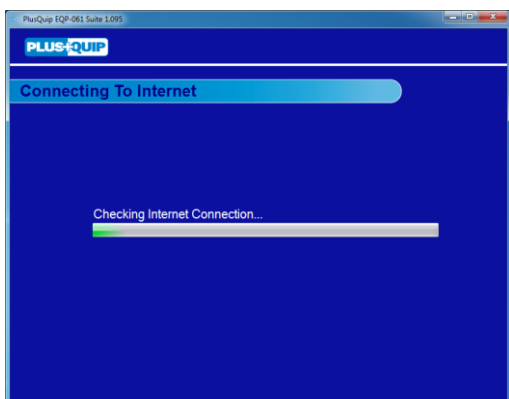 PlusQuip EQP-061 Suite 1.095
PLUS QUIP
Connecting To Internet
Checking Internet Connection...